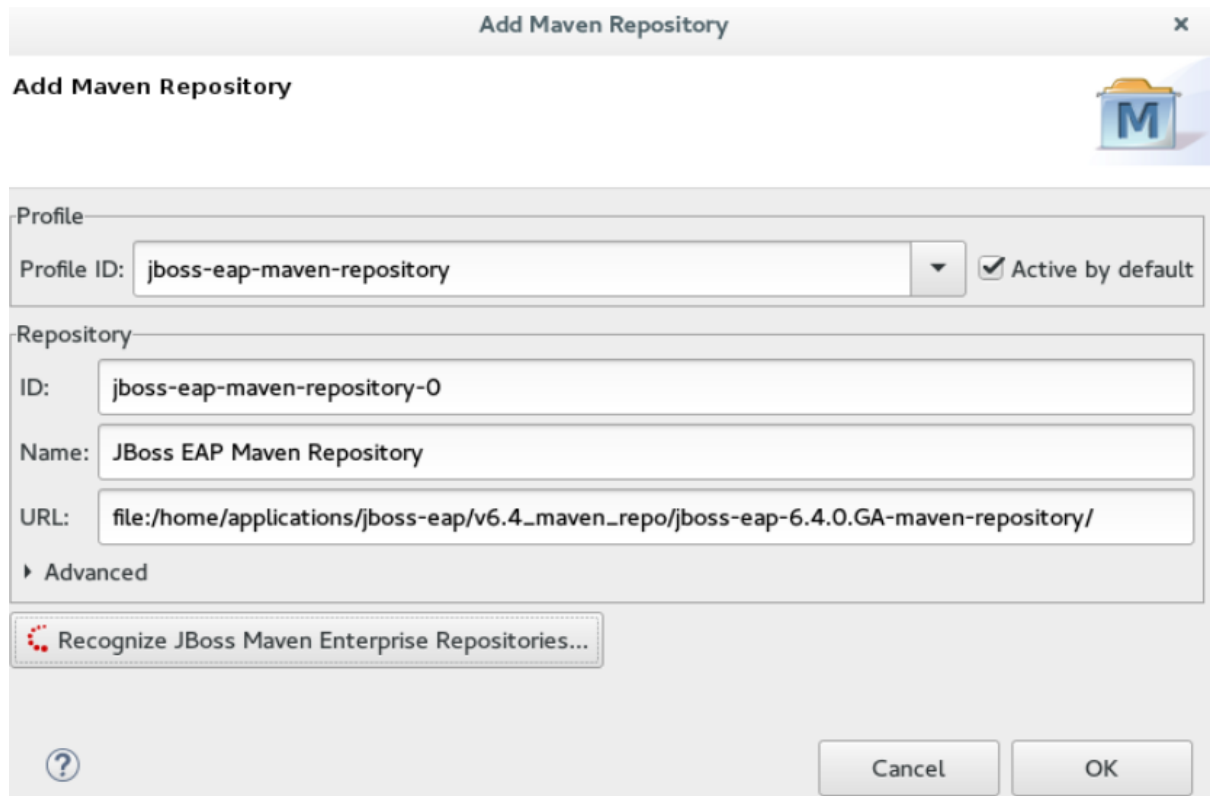 Add Maven Repository
×
Add Maven Repository
M
Profile
Profile ID: jboss-eap-maven-repository Active by default
Repository
ID: jboss-eap-maven-repository-0
Name: JBoss EAP Maven Repository
URL: file:/home/applications/jboss-eap/v6.4_maven_repo/jboss-eap-6.4.0.GA-maven-repository/
Advanced
Recognize JBoss Maven Enterprise Repositories...
? Cancel OK